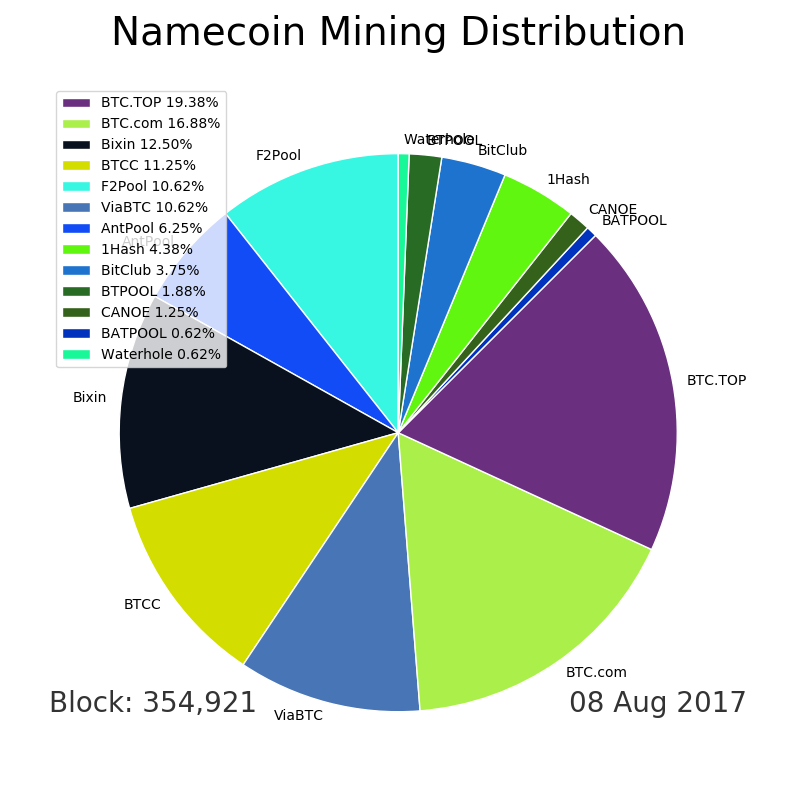 Namecoin Mining Distribution
BTC.TOP 19.38%
BTC.com 16.88%
Bixin 12.50%
BTCC 11.25%
F2Pool 10.62%
ViaBTC 10.62%
AntPool 6.25%
1Hash 4.38%
BitClub 3.75%
BTPOOL 1.88%
CANOE 1.25%
BATPOOL 0.62%
Waterhole 0.62%
F2Pool
Waterhole
BTPOOL
BitClub
1Hash
CANOE
BATPOOL
AntPool
BTC.TOP
Bixin
BTCC
BTC.com
ViaBTC
Block: 354,921
08 Aug 2017